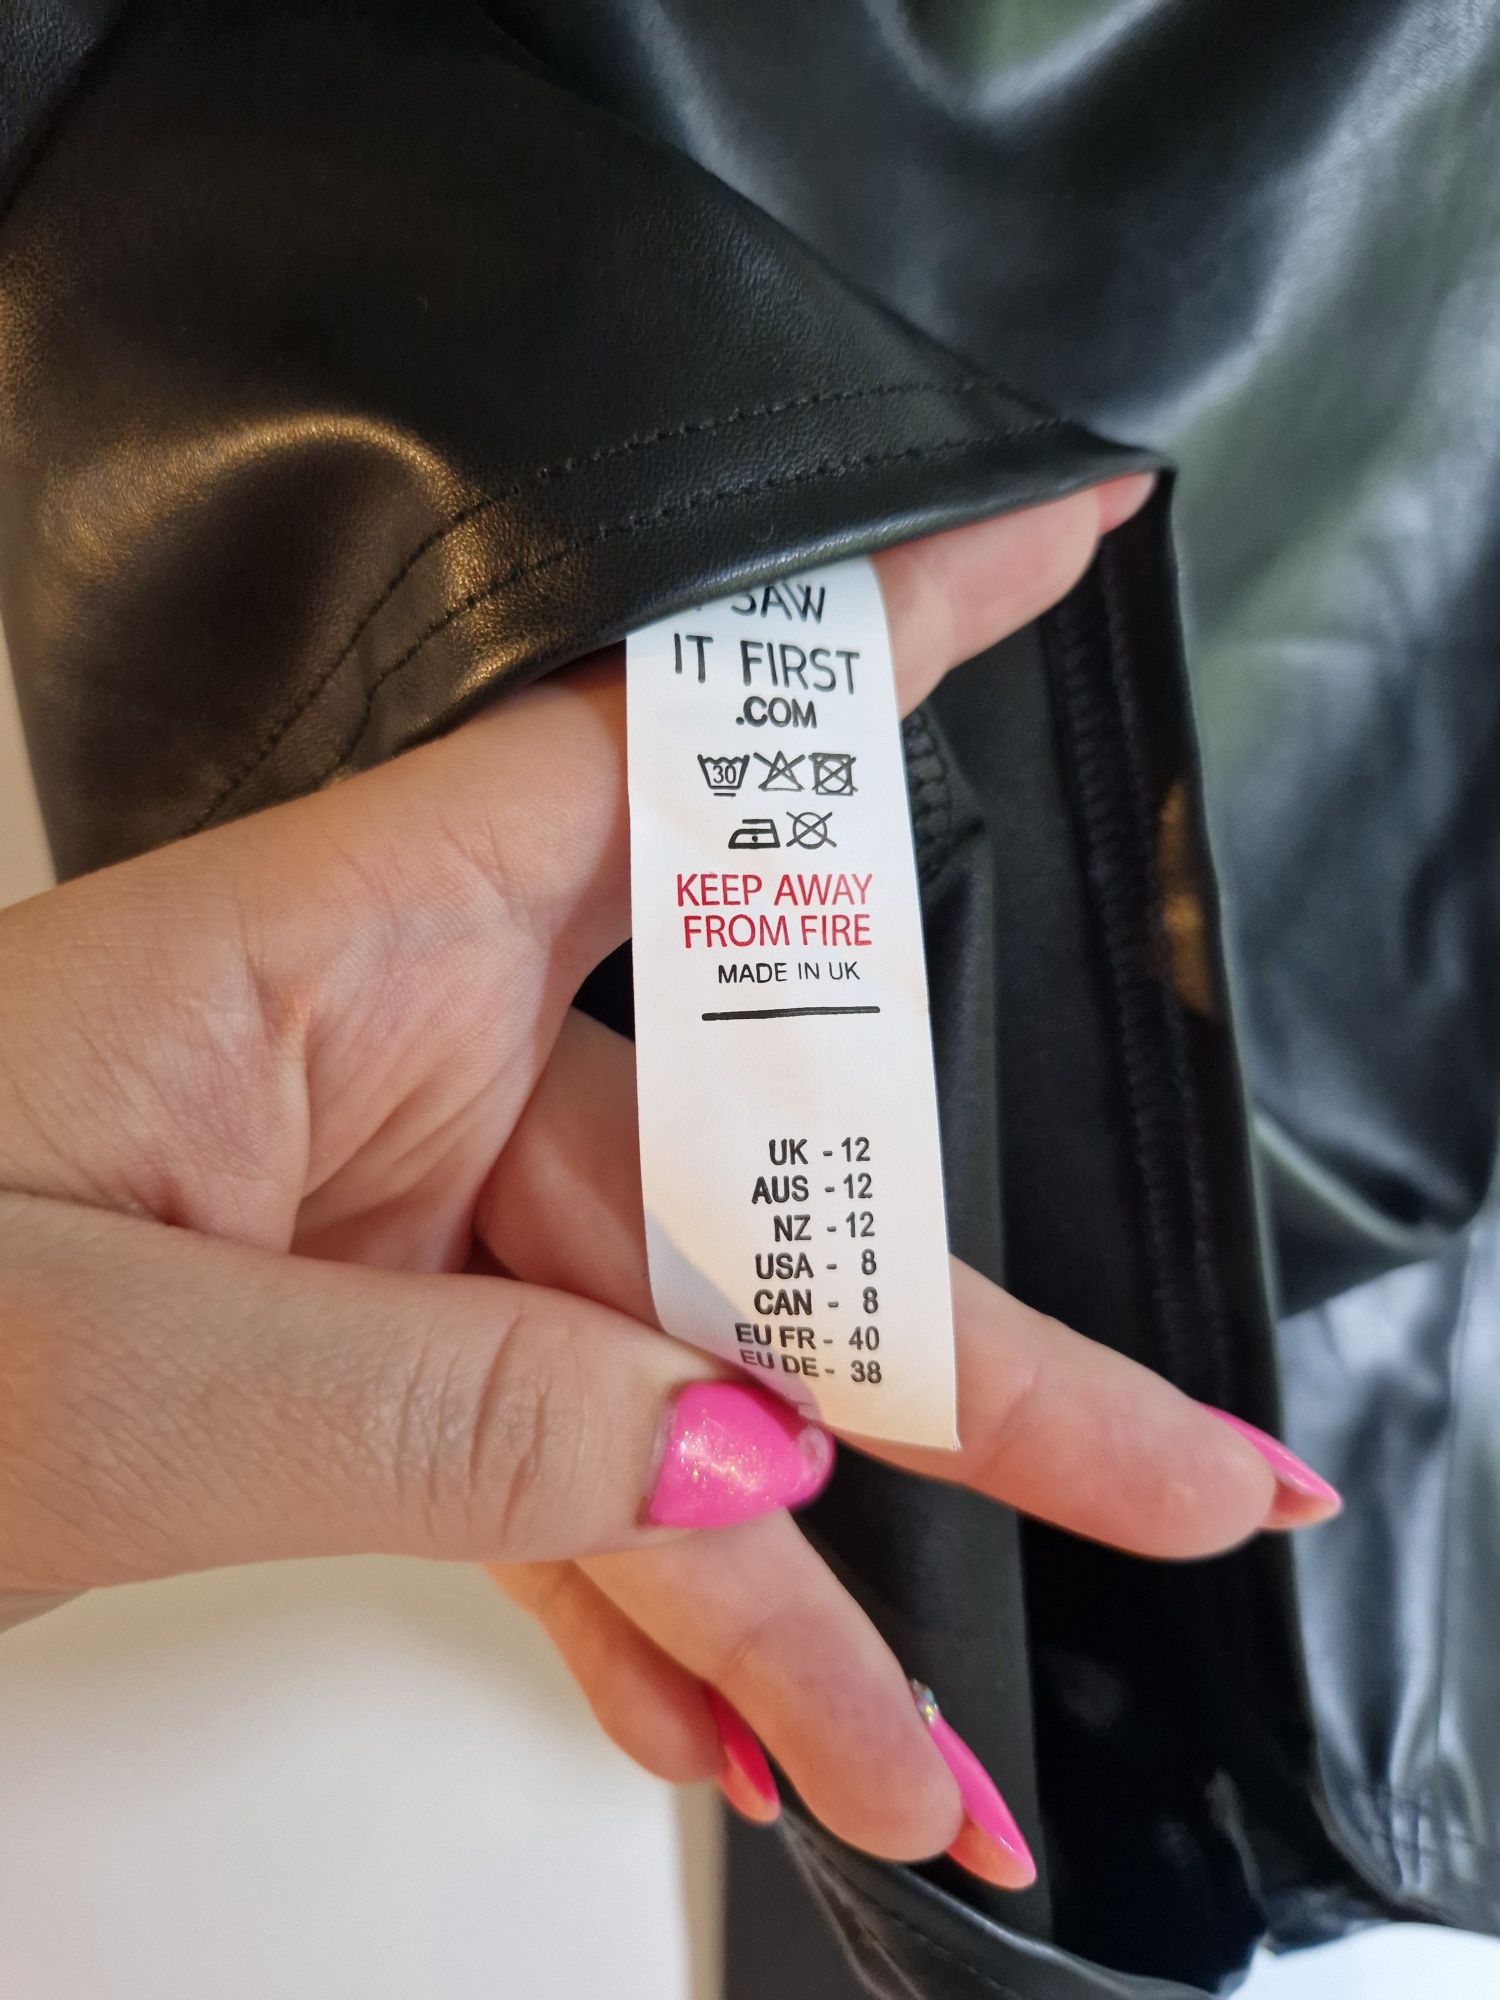 SAW
IT FIRST
.COM
30
KEEP AWAY
FROM FIRE
MADE IN UK
UK - 12
AUS - 12
NZ - 12
USA - 8
CAN - 8
EU FR - 40
EU DE - 38